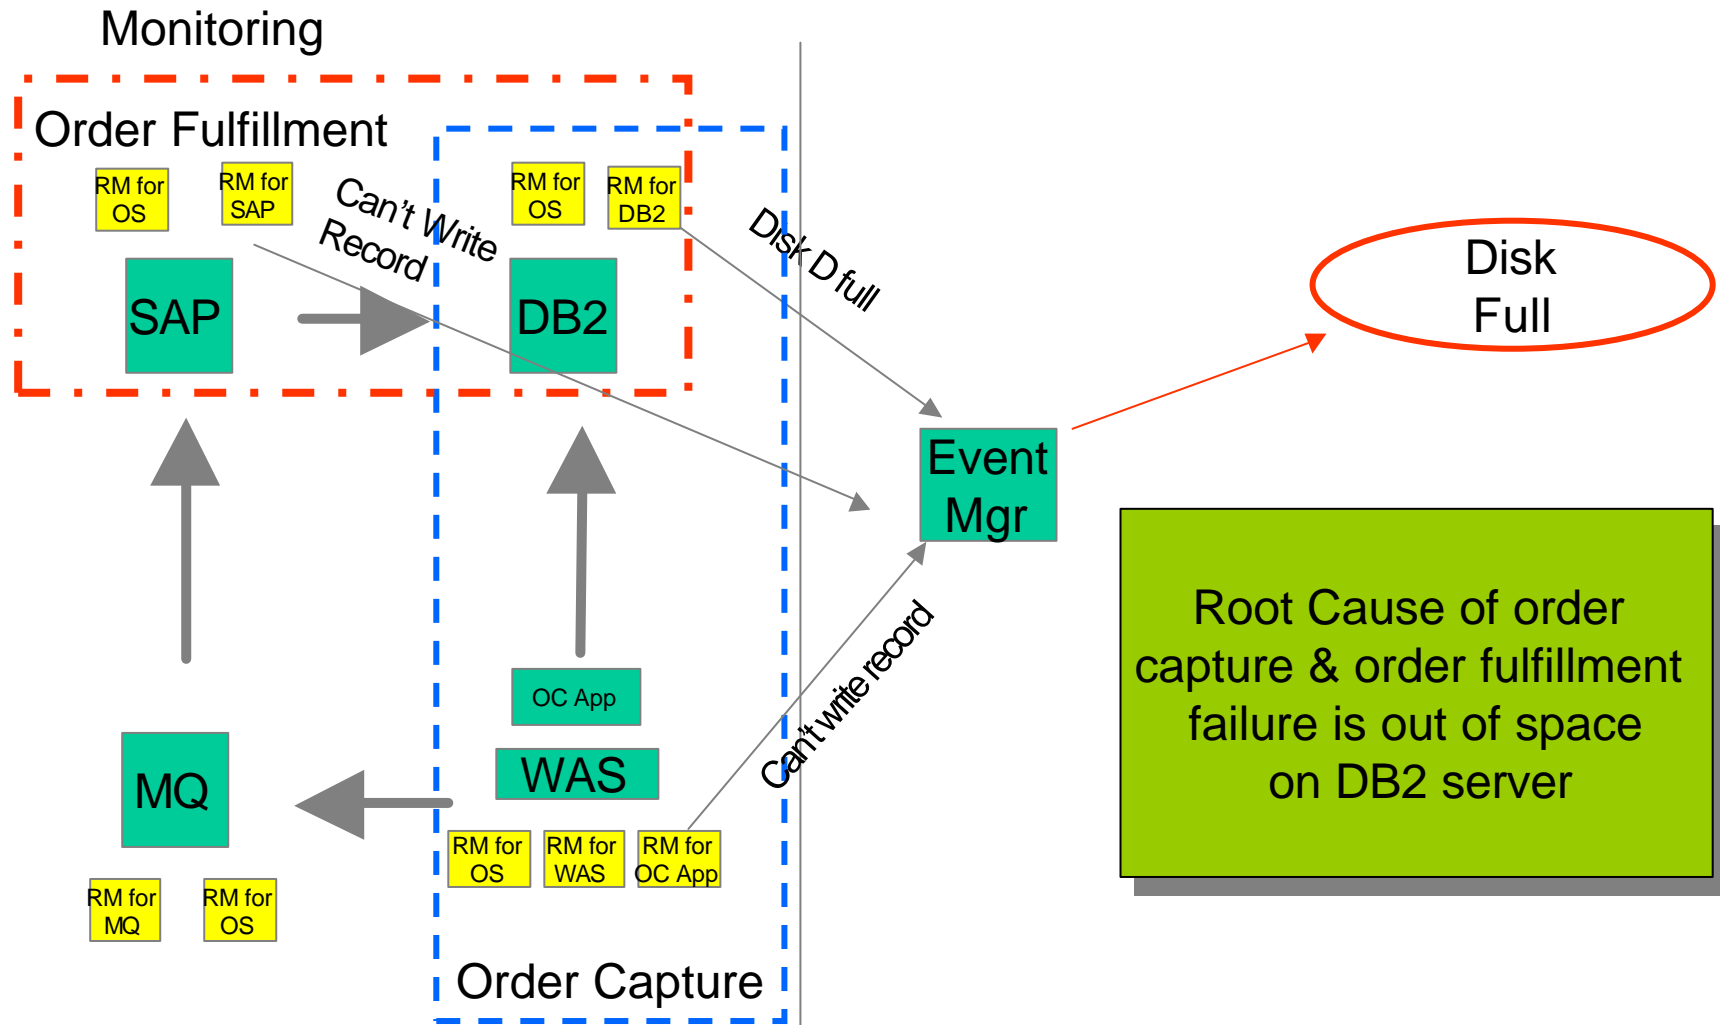 Monitoring
Order Fulfillment
RM for
OS
RM for
SAP
Can't Write
Record
RM for
OS
RM for
DB2
Disk D full
SAP
DB2
Disk
Full
Event
Mgr
Root Cause of order
capture & order fulfillment
failure is out of space
on DB2 server
OC App
WAS
MQ
Can't write record
RM for
OS
RM for
WAS
RM for
OC App
RM for
MQ
RM for
OS
Order Capture